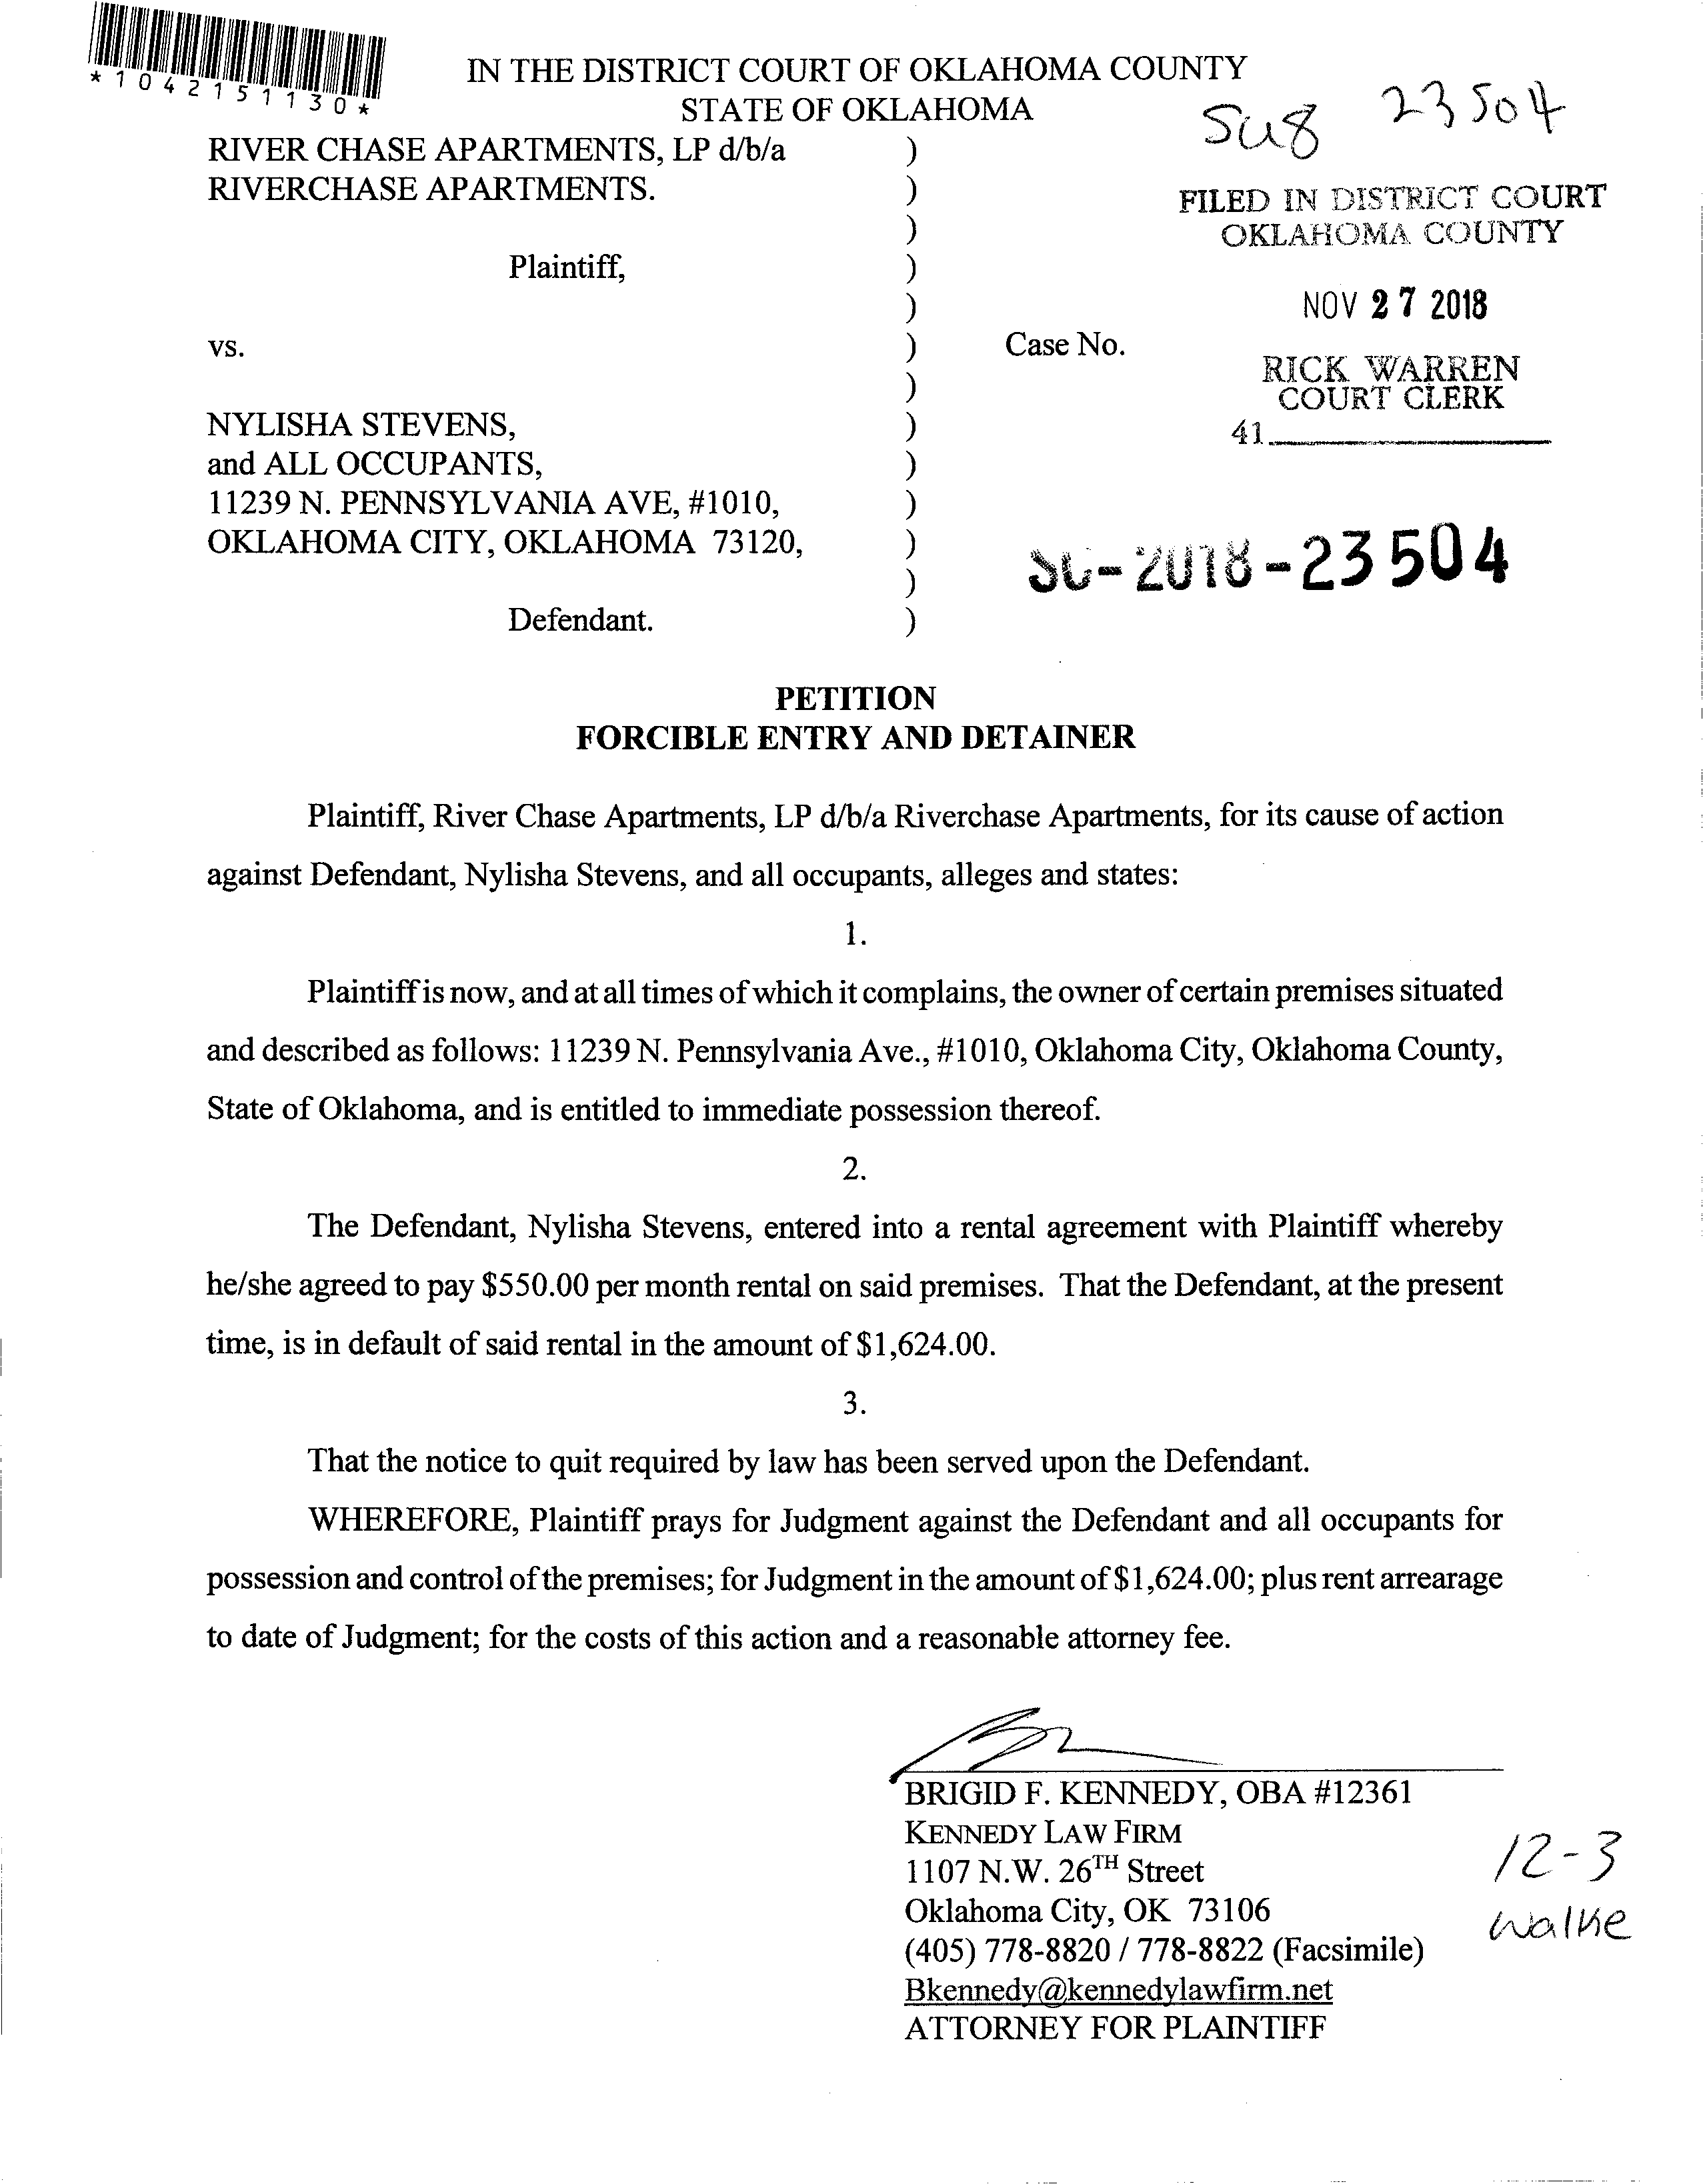 *1042151130*
IN THE DISTRICT COURT OF OKLAHOMA COUNTY
STATE OF OKLAHOMA
23504
RIVER CHASE APARTMENTS, LP d/b/a )
RIVERCHASE APARTMENTS. )
FILED IN DISTRICT COURT
OKLAHOMA COUNTY
)
Plaintiff, )
)
NOV 27 2018
vs. ) Case No.
RICK WARREN
COURT CLERK
)
NYLISHA STEVENS, )
41
and ALL OCCUPANTS, )
11239 N. PENNSYLVANIA AVE, #1010, )
OKLAHOMA CITY, OKLAHOMA 73120, )
SC-2018-23504
)
Defendant. )
PETITION
FORCIBLE ENTRY AND DETAINER
Plaintiff, River Chase Apartments, LP d/b/a Riverchase Apartments, for its cause of action
against Defendant, Nylisha Stevens, and all occupants, alleges and states:
1.
Plaintiff is now, and at all times of which it complains, the owner of certain premises situated
and described as follows: 11239 N. Pennsylvania Ave., #1010, Oklahoma City, Oklahoma County,
State of Oklahoma, and is entitled to immediate possession thereof.
2.
The Defendant, Nylisha Stevens, entered into a rental agreement with Plaintiff whereby
he/she agreed to pay $550.00 per month rental on said premises. That the Defendant, at the present
time, is in default of said rental in the amount of $1,624.00.
3.
That the notice to quit required by law has been served upon the Defendant.
WHEREFORE, Plaintiff prays for Judgment against the Defendant and all occupants for
possession and control of the premises; for Judgment in the amount of $1,624.00; plus rent arrearage
to date of Judgment; for the costs of this action and a reasonable attorney fee.
BRIGID F. KENNEDY, OBA #12361
KENNEDY LAW FIRM
1107 N.W. 26TH Street
Oklahoma City, OK 73106
(405) 778-8820 / 778-8822 (Facsimile)
Bkennedy@kennedylawfirm.net
ATTORNEY FOR PLAINTIFF
12-3
walke